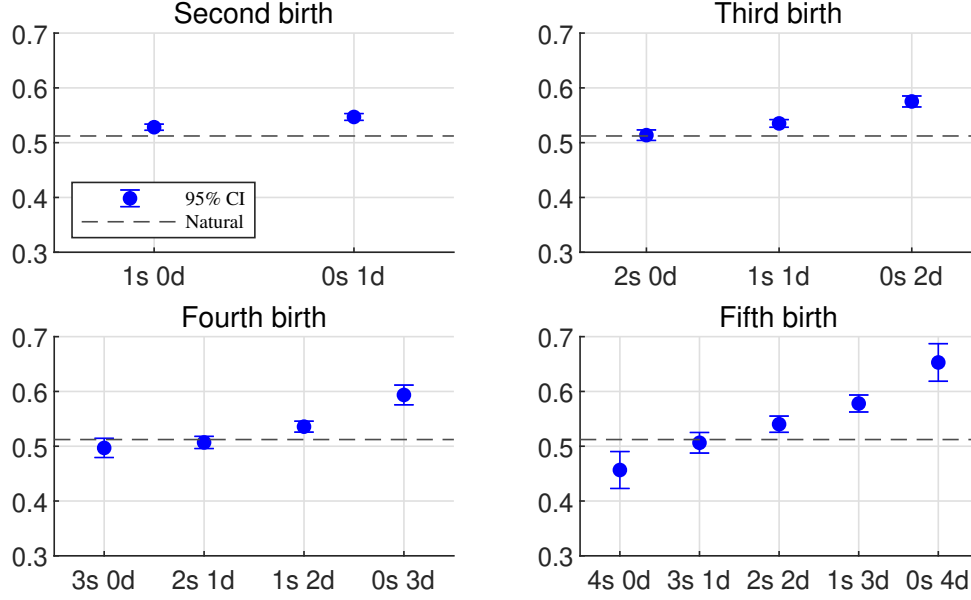 Second birth
0.7
0.6
0.5
0.4
0.3
95% CI
Natural
1s 0d 0s 1d
Third birth
0.7
0.6
0.5
0.4
0.3
2s 0d 1s 1d 0s 2d
Fourth birth
0.7
0.6
0.5
0.4
0.3
3s 0d 2s 1d 1s 2d 0s 3d
Fifth birth
0.7
0.6
0.5
0.4
0.3
4s 0d 3s 1d 2s 2d 1s 3d 0s 4d